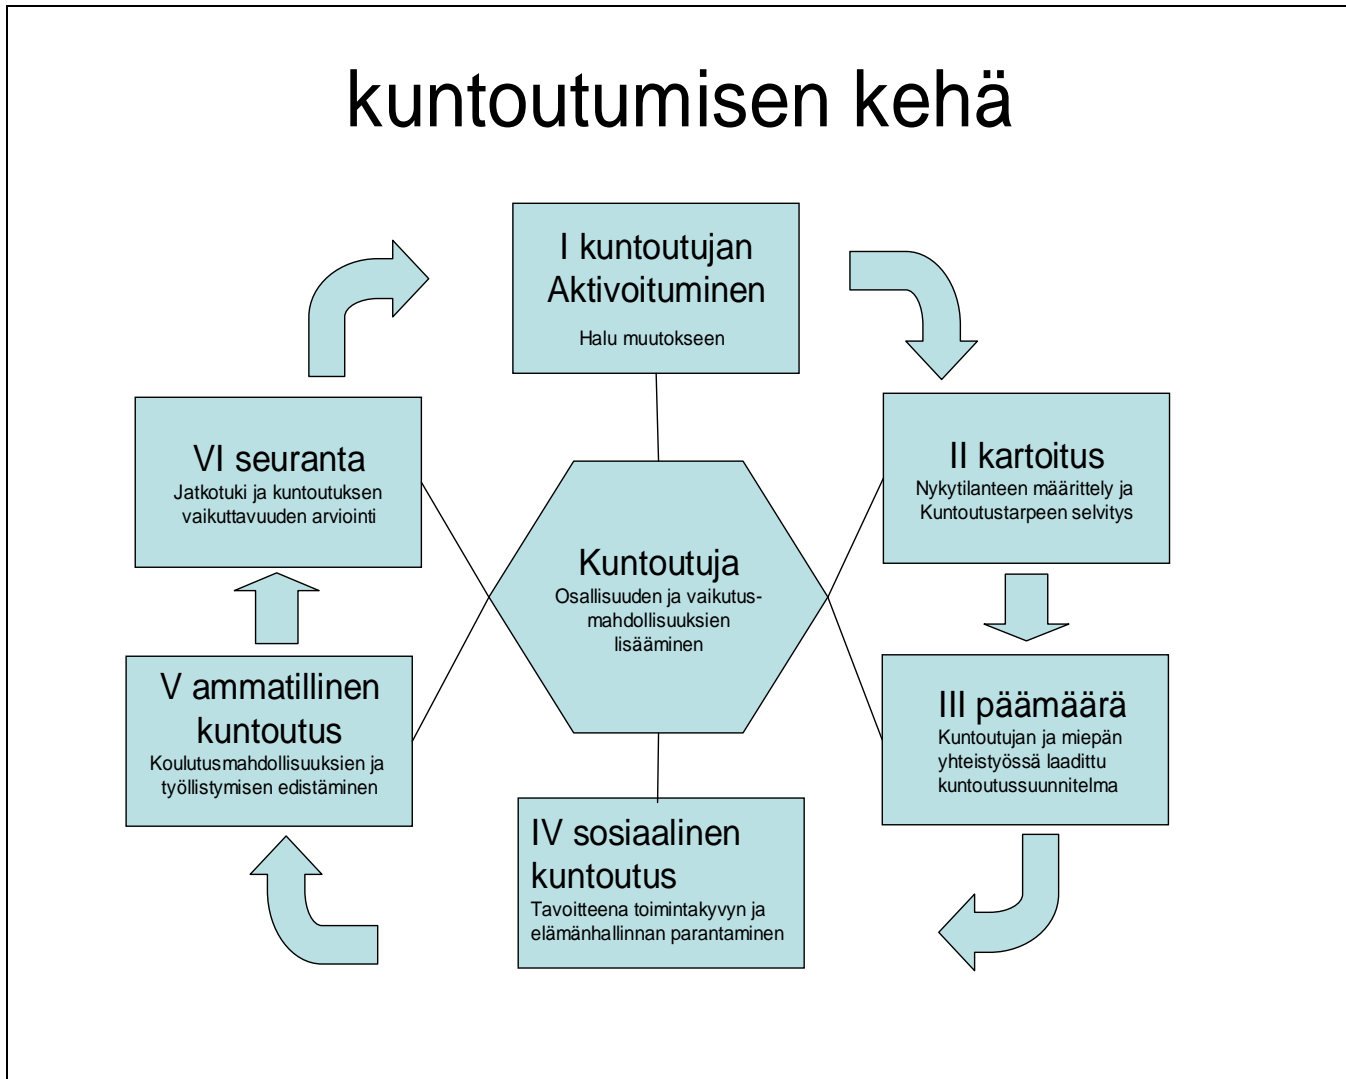 kuntoutumisen kehä
I kuntoutujan
Aktivoituminen
Halu muutokseen
II kartoitus
Nykytilanteen määrittely ja
Kuntoutustarpeen selvitys
III päämäärä
Kuntoutujan ja miepän
yhteistyössä laadittu
kuntoutussuunnitelma
IV sosiaalinen
kuntoutus
Tavoitteena toimintakyvyn ja
elämänhallinnan parantaminen
V ammatillinen
kuntoutus
Koulutusmahdollisuuksien ja
työllistymisen edistäminen
VI seuranta
Jatkotuki ja kuntoutuksen
vaikuttavuuden arviointi
Kuntoutuja
Osallisuuden ja vaikutus-
mahdollisuuksien
lisääminen